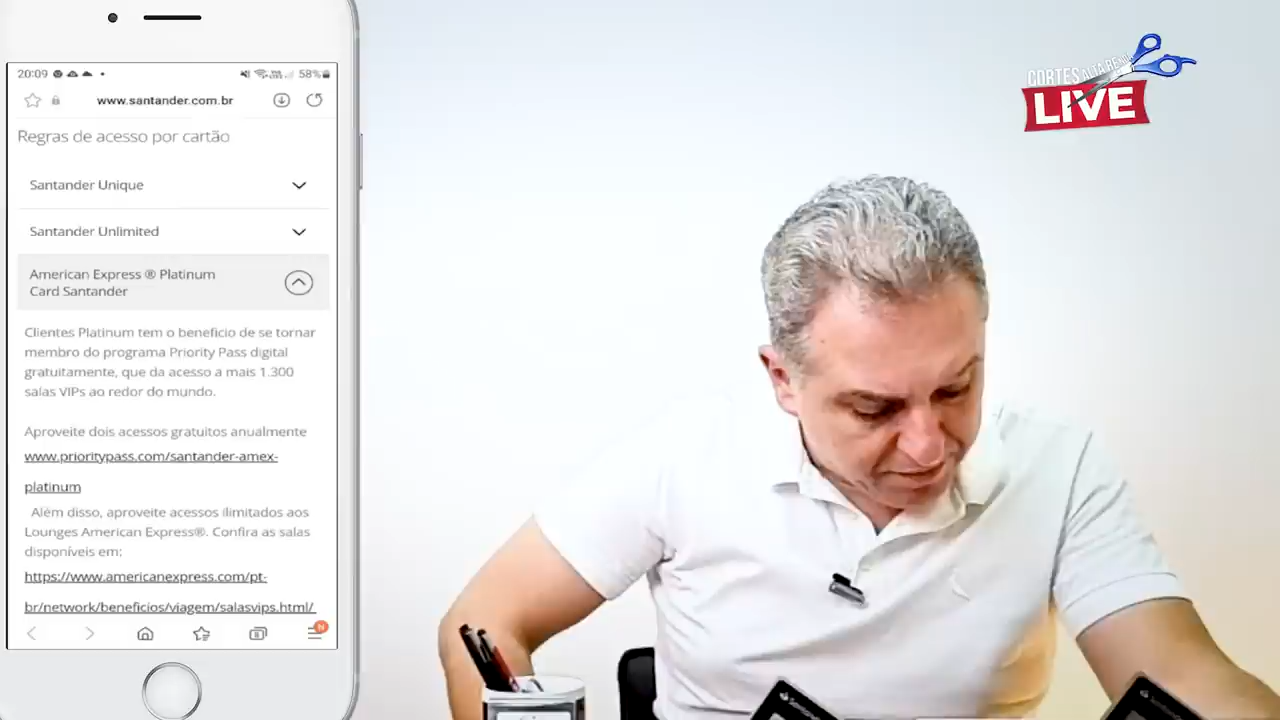 20:09
58%
www.santander.com.br
Regras de acesso por cartão
Santander Unique
Santander Unlimited
American Express ® Platinum
Card Santander
Clientes Platinum tem o beneficio de se tornar
membro do programa Priority Pass digital
gratuitamente, que da acesso a mais 1.300
salas VIPs ao redor do mundo.
Aproveite dois acessos gratuitos anualmente
www.prioritypass.com/santander-amex-
platinum
Além disso, aproveite acessos ilimitados aos
Lounges American Express®. Confira as salas
disponíveis em:
https://www.americanexpress.com/pt-
br/network/beneficios/viagem/salasvips.html/
N
CORTES ALTA RENDA
LIVE